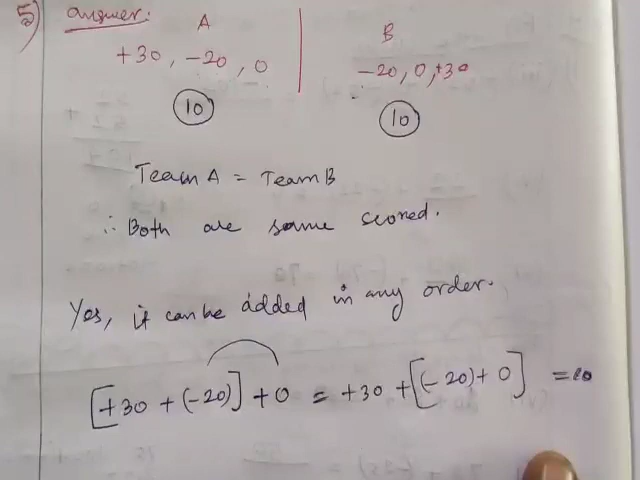 5) answer:
A
B
+30, -20, 0
-20, 0, +30
10
10
Team A = Team B
∴ Both are same scored.
Yes, it can be added in any order.
[+30 + (-20)] + 0 = +30 + [(-20) + 0] = 10